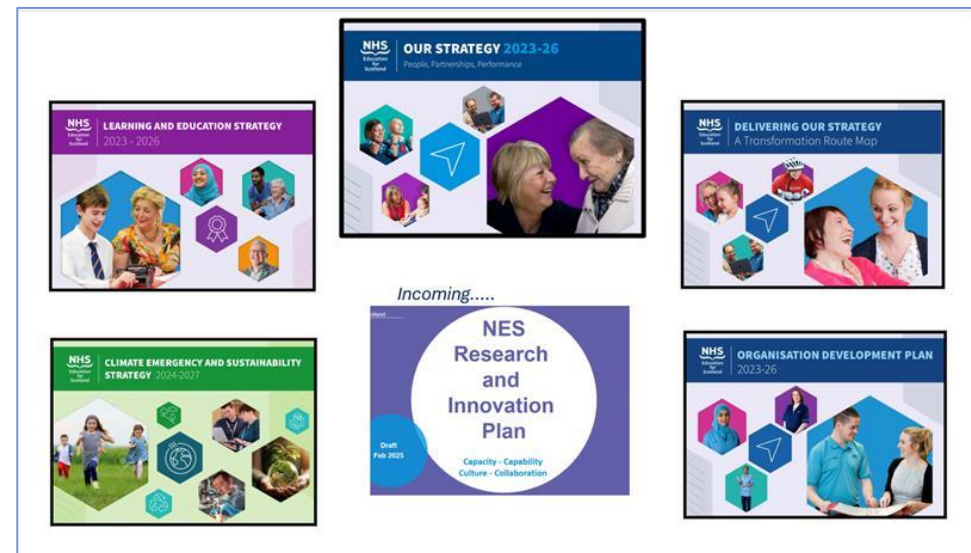 NHS
Education
for
Scotland
OUR STRATEGY 2023-26
People, Partnerships, Performance
NHS
Education
for
Scotland
LEARNING AND EDUCATION STRATEGY
2023 - 2026
NHS
Education
for
Scotland
DELIVERING OUR STRATEGY
A Transformation Route Map
Incoming.....
NES
Research
and
Innovation
Plan
Draft
Feb 2025
Capacity - Capability
Culture - Collaboration
NHS
Education
for
Scotland
CLIMATE EMERGENCY AND SUSTAINABILITY
STRATEGY 2024-2027
NHS
Education
for
Scotland
ORGANISATION DEVELOPMENT PLAN
2023-26